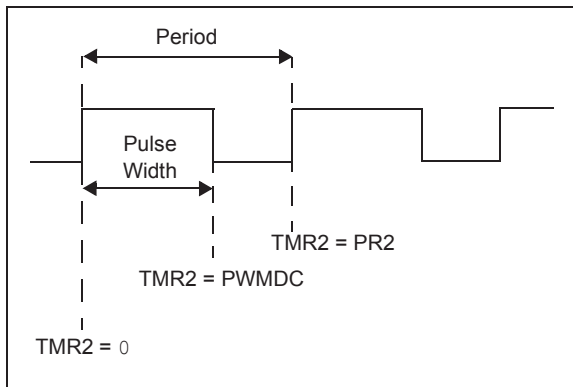 Period
Pulse
Width
TMR2 = PR2
TMR2 = PWMDC
TMR2 = 0